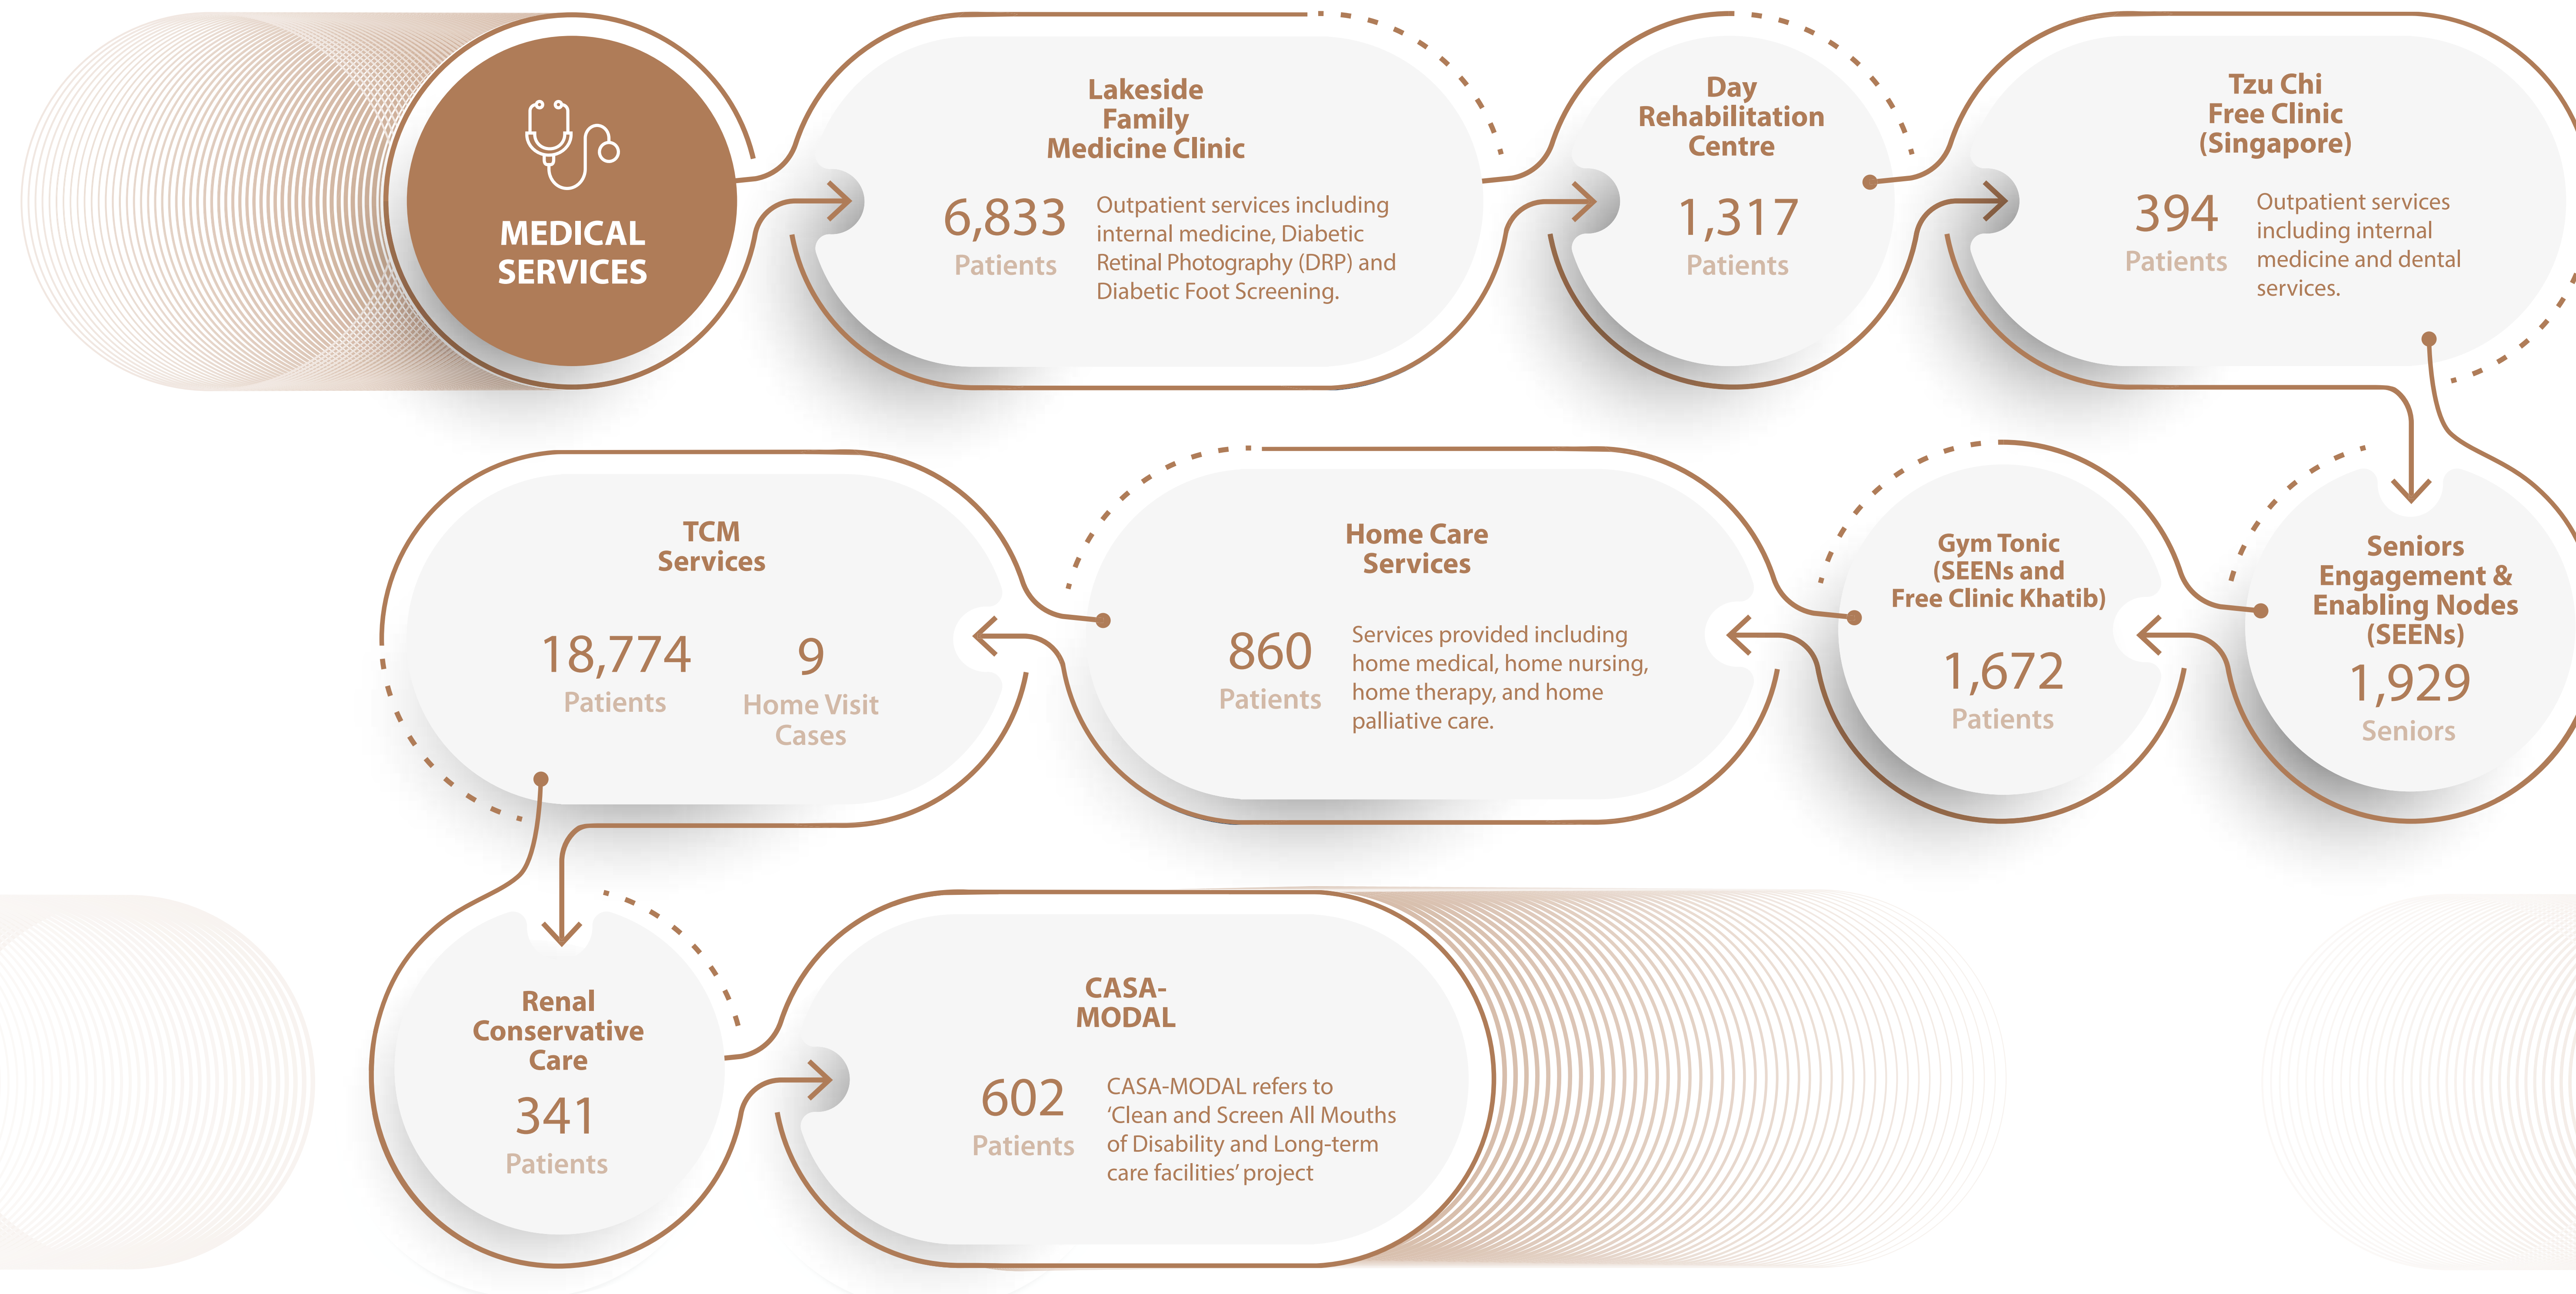 MEDICAL
SERVICES
Lakeside
Family
Medicine Clinic
6,833
Patients
Outpatient services including
internal medicine, Diabetic
Retinal Photography (DRP) and
Diabetic Foot Screening.
Day
Rehabilitation
Centre
1,317
Patients
Tzu Chi
Free Clinic
(Singapore)
394
Patients
Outpatient services
including internal
medicine and dental
services.
Seniors
Engagement &
Enabling Nodes
(SEENs)
1,929
Seniors
Gym Tonic
(SEENs and
Free Clinic Khatib)
1,672
Patients
Home Care
Services
860
Patients
Services provided including
home medical, home nursing,
home therapy, and home
palliative care.
TCM
Services
18,774
Patients
9
Home Visit
Cases
Renal
Conservative
Care
341
Patients
CASA-
MODAL
602
Patients
CASA-MODAL refers to
‘Clean and Screen All Mouths
of Disability and Long-term
care facilities’ project